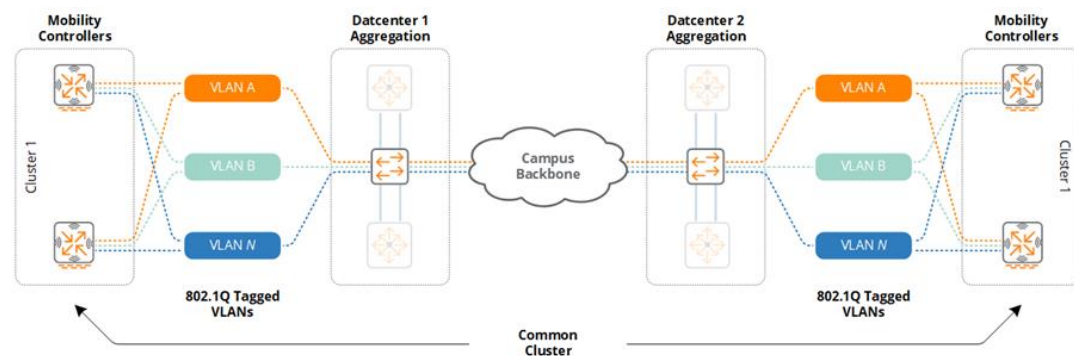 Mobility
Controllers
Datcenter 1
Aggregation
Datcenter 2
Aggregation
Mobility
Controllers
Cluster 1
VLAN A
VLAN B
VLAN N
Campus
Backbone
VLAN A
VLAN B
VLAN N
Cluster 1
802.1Q Tagged
VLANs
802.1Q Tagged
VLANs
Common
Cluster